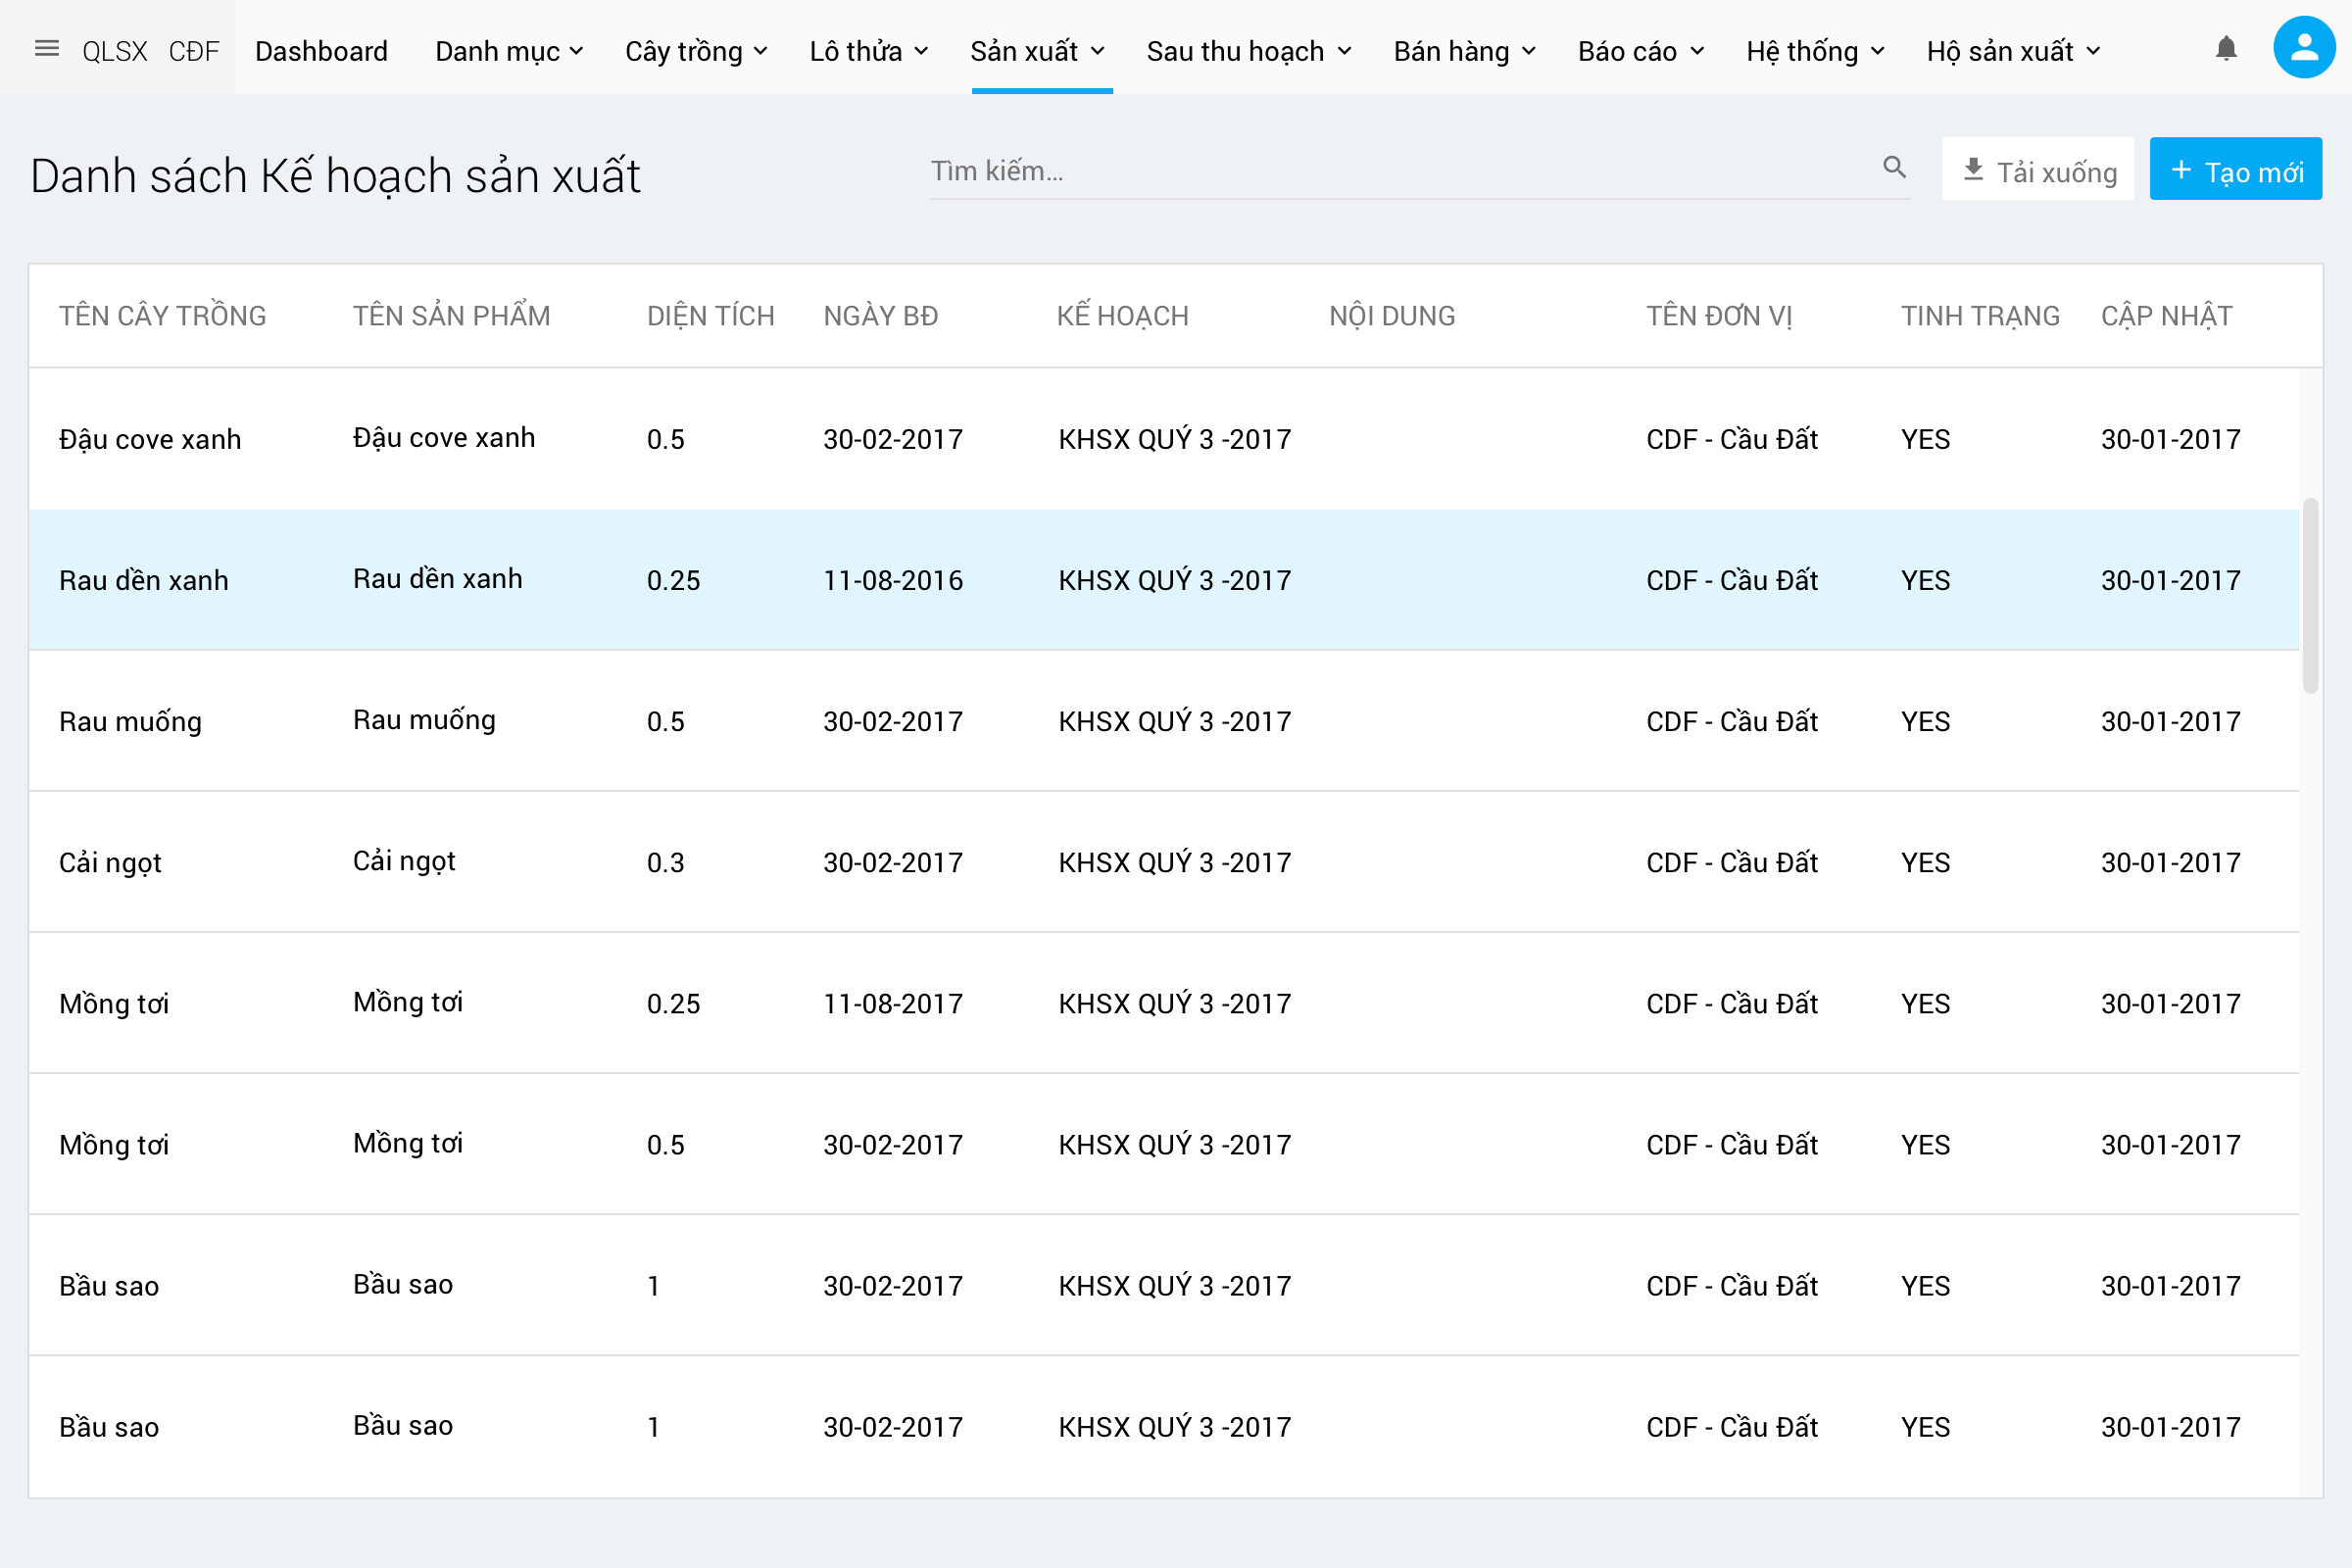 QLSX CĐF Dashboard Danh mục Cây trồng Lô thửa Sản xuất Sau thu hoạch Bán hàng Báo cáo Hệ thống Hộ sản xuất
Danh sách Kế hoạch sản xuất Tìm kiếm... Tải xuống + Tạo mới
TÊN CÂY TRỒNG TÊN SẢN PHẨM DIỆN TÍCH NGÀY BĐ KẾ HOẠCH NỘI DUNG TÊN ĐƠN VỊ TINH TRẠNG CẬP NHẬT
Đậu cove xanh Đậu cove xanh 0.5 30-02-2017 KHSX QUÝ 3 -2017 CDF - Cầu Đất YES 30-01-2017
Rau dền xanh Rau dền xanh 0.25 11-08-2016 KHSX QUÝ 3 -2017 CDF - Cầu Đất YES 30-01-2017
Rau muống Rau muống 0.5 30-02-2017 KHSX QUÝ 3 -2017 CDF - Cầu Đất YES 30-01-2017
Cải ngọt Cải ngọt 0.3 30-02-2017 KHSX QUÝ 3 -2017 CDF - Cầu Đất YES 30-01-2017
Mồng tơi Mồng tơi 0.25 11-08-2017 KHSX QUÝ 3 -2017 CDF - Cầu Đất YES 30-01-2017
Mồng tơi Mồng tơi 0.5 30-02-2017 KHSX QUÝ 3 -2017 CDF - Cầu Đất YES 30-01-2017
Bầu sao Bầu sao 1 30-02-2017 KHSX QUÝ 3 -2017 CDF - Cầu Đất YES 30-01-2017
Bầu sao Bầu sao 1 30-02-2017 KHSX QUÝ 3 -2017 CDF - Cầu Đất YES 30-01-2017